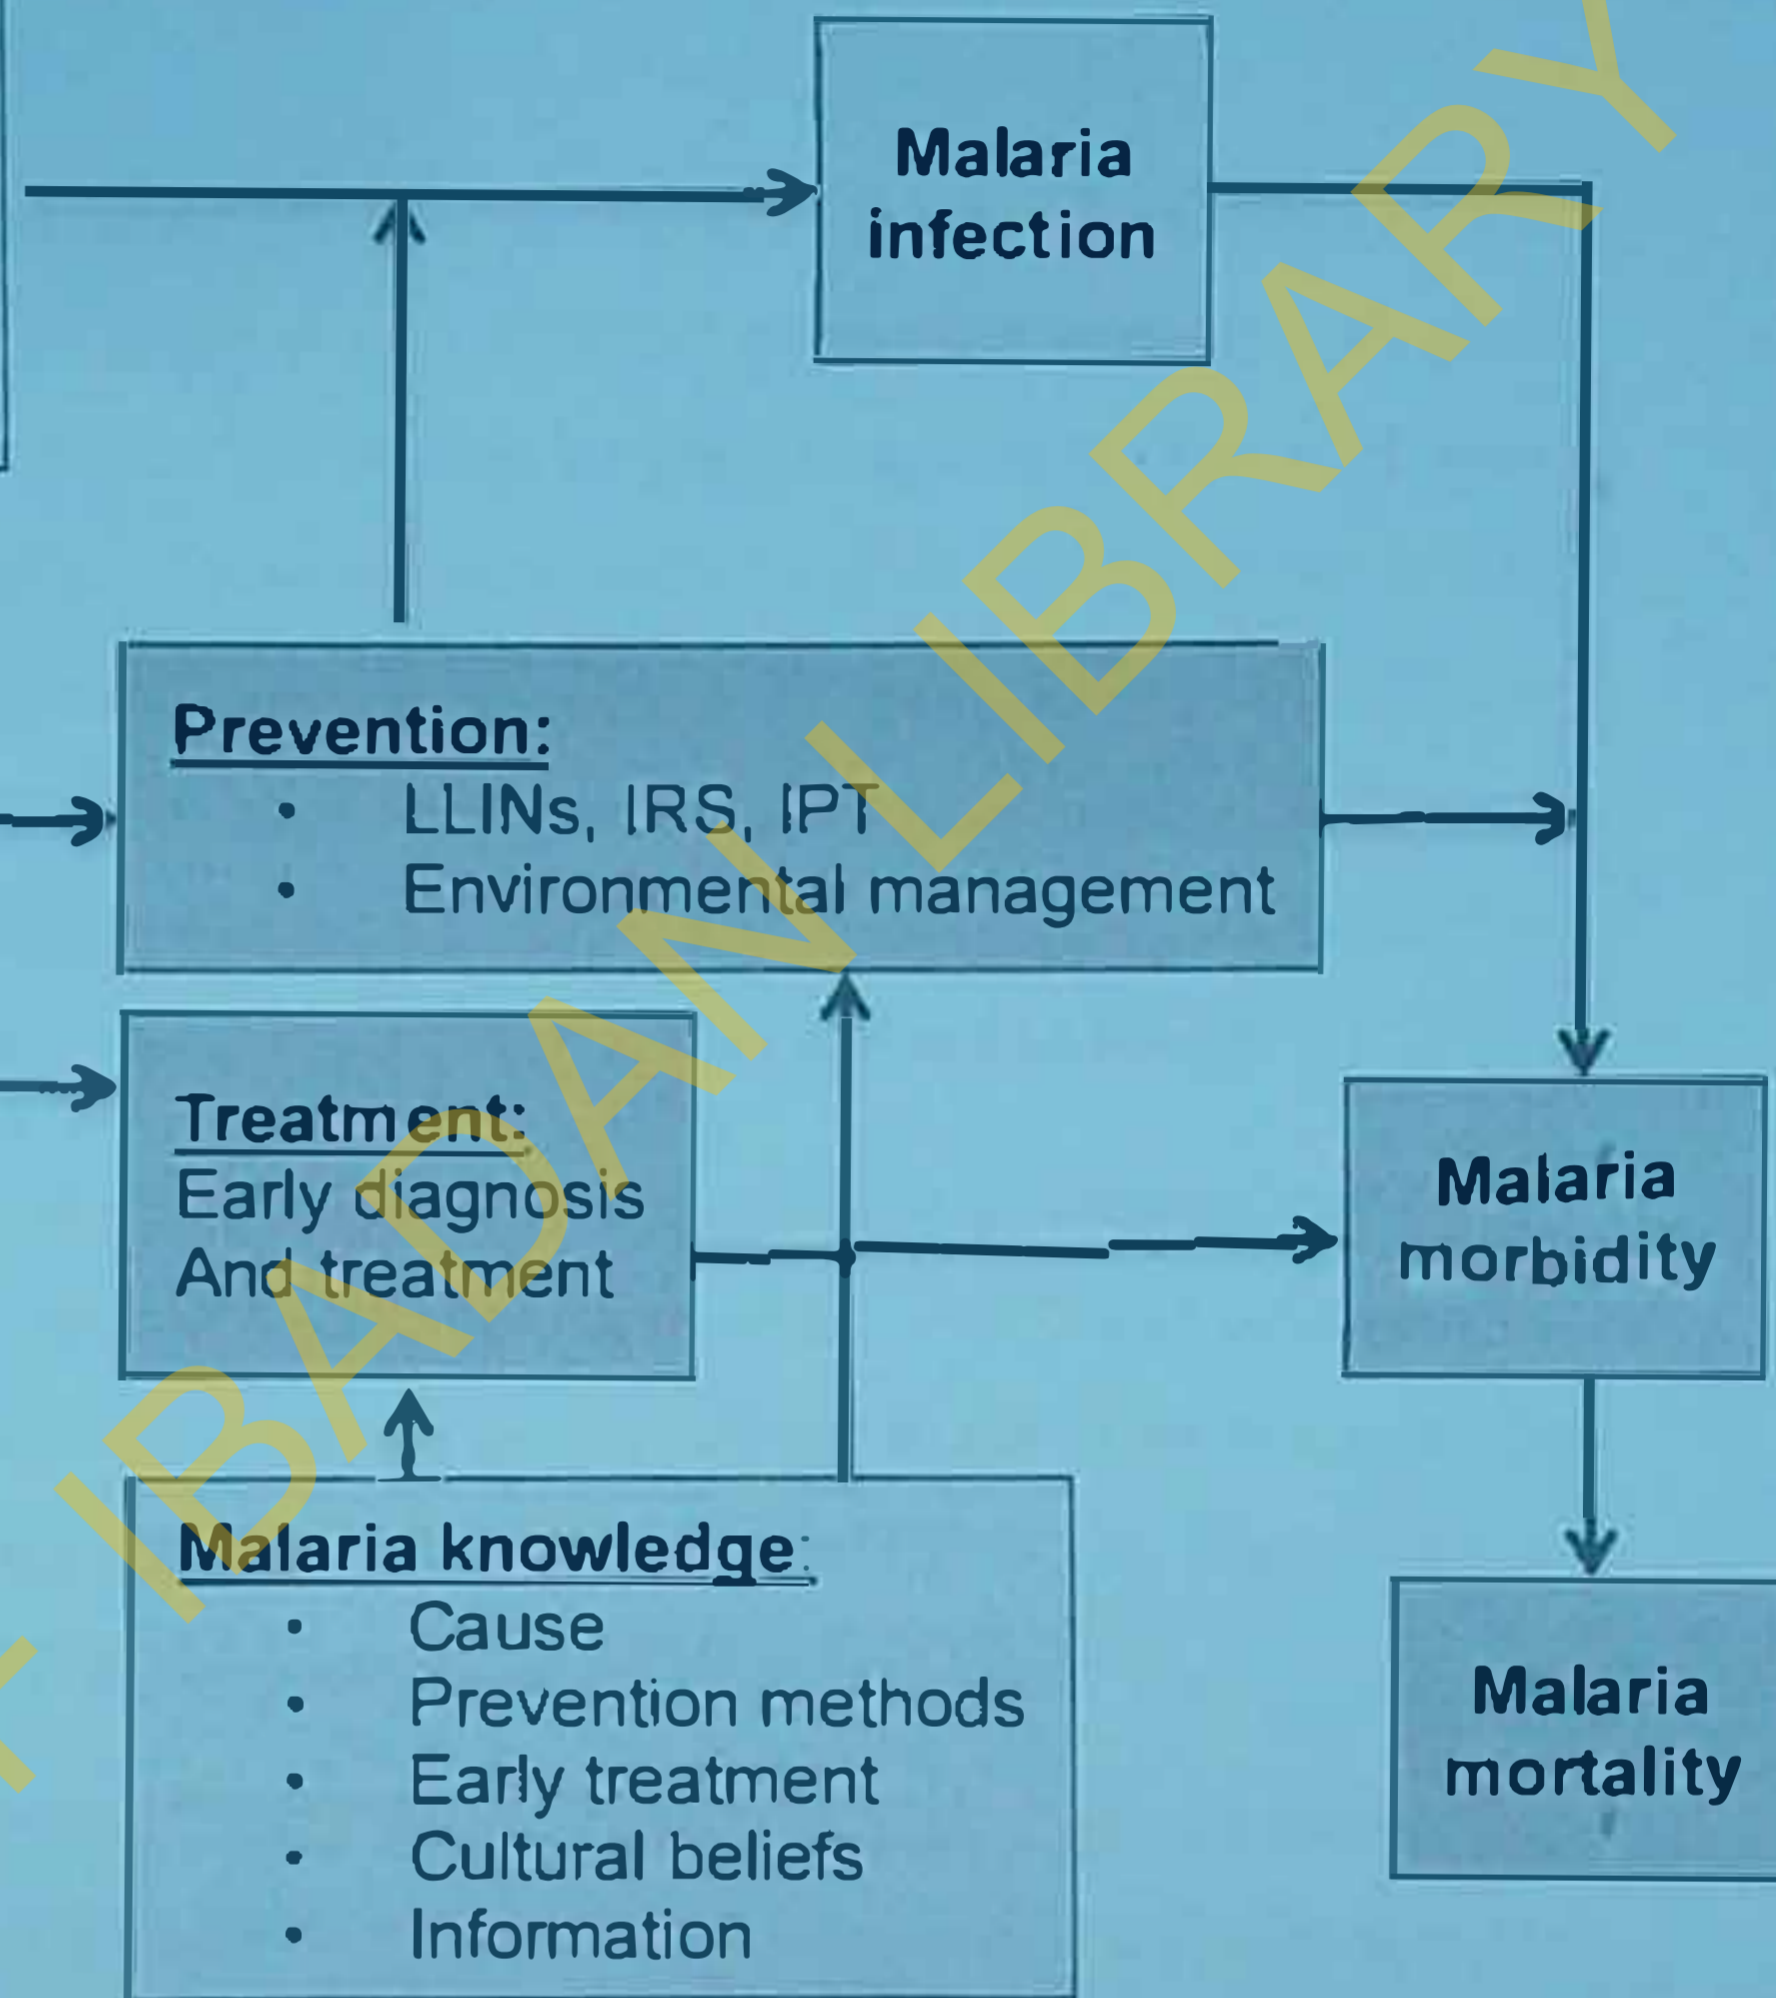 Malaria
infection
Prevention:
• LLINs, IRS, IPT
• Environmental management
Treatment:
Early diagnosis
And treatment
Malaria
morbidity
Malaria knowledge:
• Cause
• Prevention methods
• Early treatment
• Cultural beliefs
• Information
Malaria
mortality
IBADAN LIBRARY